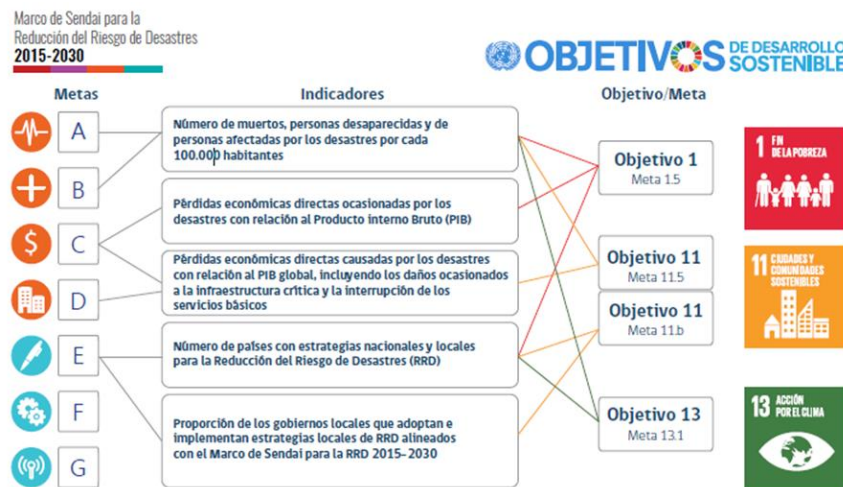 Marco de Sendai para la
Reducción del Riesgo de Desastres
2015-2030
OBJETIVOS DE DESARROLLO
SOSTENIBLE
Metas
Indicadores
Objetivo/Meta
A
B
C
D
E
F
G
Número de muertos, personas desaparecidas y de
personas afectadas por los desastres por cada
100.000 habitantes
Pérdidas económicas directas ocasionadas por los
desastres con relación al Producto interno Bruto (PIB)
Pérdidas económicas directas causadas por los desastres
con relación al PIB global, incluyendo los daños ocasionados
a la infraestructura crítica y la interrupción de los
servicios básicos
Número de países con estrategias nacionales y locales
para la Reducción del Riesgo de Desastres (RRD)
Proporción de los gobiernos locales que adoptan e
implementan estrategias locales de RRD alineados
con el Marco de Sendai para la RRD 2015-2030
Objetivo 1
Meta 1.5
Objetivo 11
Meta 11.5
Objetivo 11
Meta 11.b
Objetivo 13
Meta 13.1
1 FIN
DE LA POBREZA
11 CIUDADES Y
COMUNIDADES
SOSTENIBLES
13 ACCIÓN
POR EL CLIMA